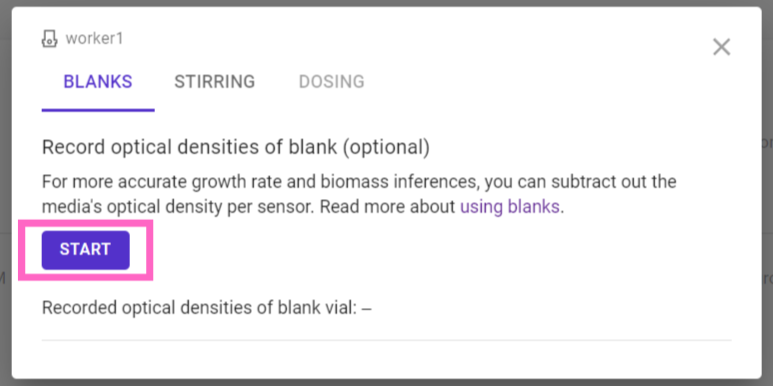 worker1
BLANKS STIRRING DOSING
Record optical densities of blank (optional)
For more accurate growth rate and biomass inferences, you can subtract out the
media's optical density per sensor. Read more about using blanks.
START
Recorded optical densities of blank vial: –